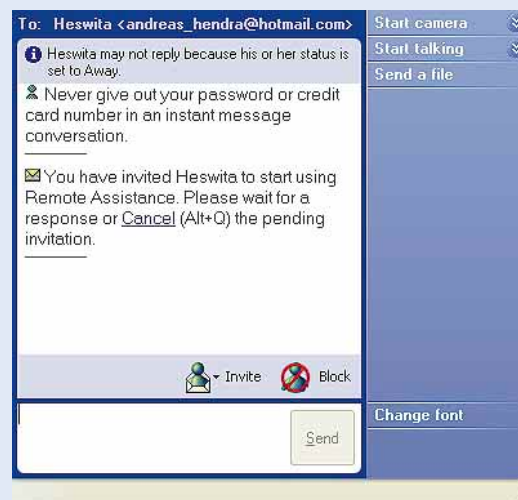 To: Heswita <andreas_hendra@hotmail.com>
Heswita may not reply because his or her status is
set to Away.
Never give out your password or credit
card number in an instant message
conversation.
You have invited Heswita to start using
Remote Assistance. Please wait for a
response or Cancel (Alt+Q) the pending
invitation.
Invite
Block
Send
Start camera
Start talking
Send a file
Change font